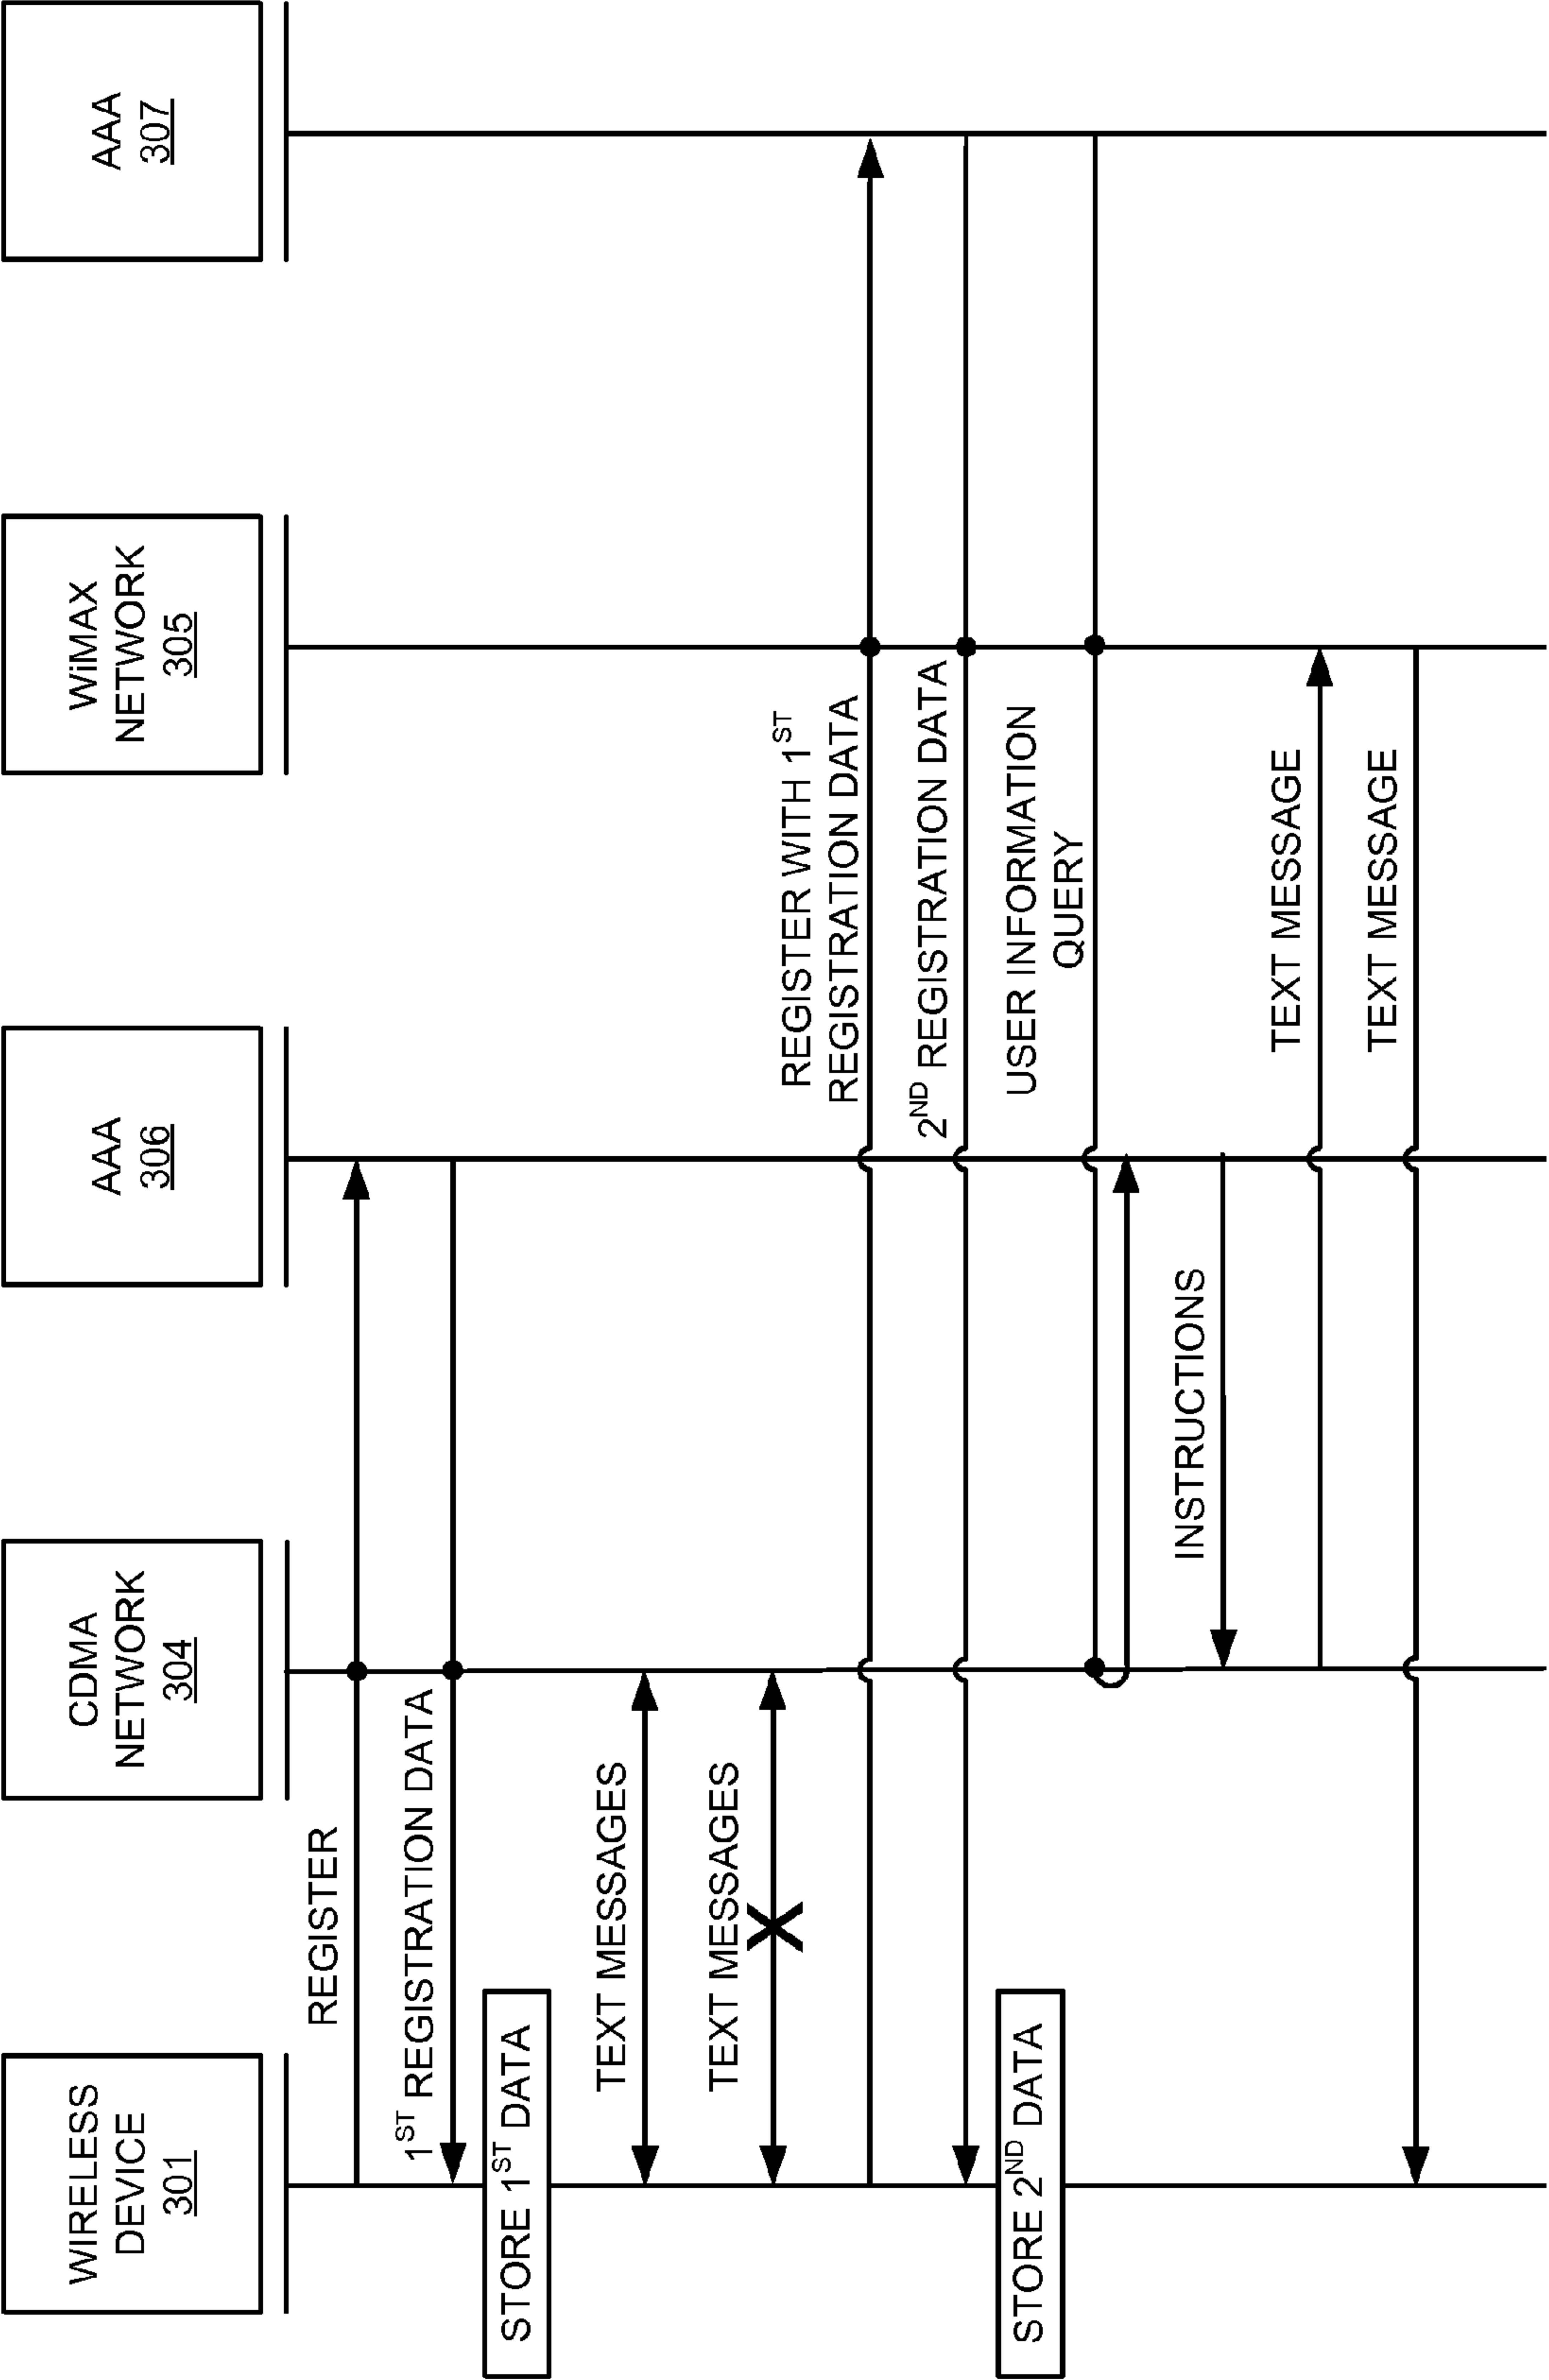 WIRELESS
DEVICE
301
CDMA
NETWORK
304
AAA
306
WiMAX
NETWORK
305
AAA
307
REGISTER
1ST REGISTRATION DATA
STORE 1ST DATA
TEXT MESSAGES
TEXT MESSAGES
REGISTER WITH 1ST
REGISTRATION DATA
2ND REGISTRATION DATA
STORE 2ND DATA
USER INFORMATION
QUERY
INSTRUCTIONS
TEXT MESSAGE
TEXT MESSAGE